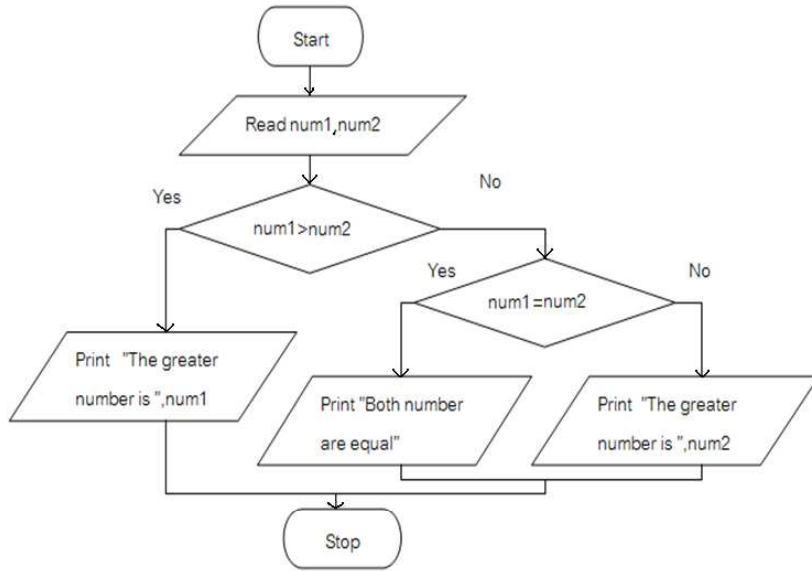 Start
Read num1,num2
Yes
No
num1>num2
Yes
No
num1=num2
Print "The greater
number is ",num1
Print "Both number
are equal"
Print "The greater
number is ",num2
Stop